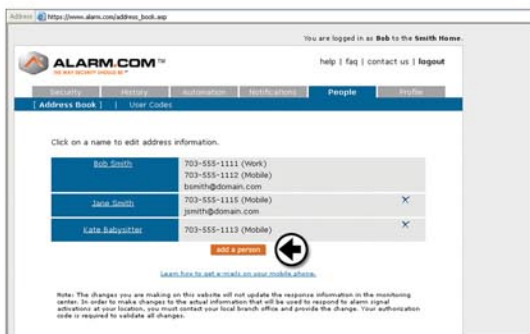 Address https://www.alarm.com/address_book.asp
You are logged in as Bob to the Smith Home.
ALARM.COM™
THE WAY SECURITY SHOULD BE™
help | faq | contact us | logout
Security History Automation Notifications People Profile
[ Address Book ] | User Codes
Click on a name to edit address information.
Bob Smith 703-555-1111 (Work)
703-555-1112 (Mobile)
bsmith@domain.com
Jane Smith 703-555-1115 (Mobile)
jsmith@domain.com
Kate Babysitter 703-555-1113 (Mobile)
add a person
Learn how to get e-mails on your mobile phone.
Note: The changes you are making on this website will not update the response information in the monitoring
center. In order to make changes to the actual information that will be used to respond to alarm signal
activations at your location, you must contact your local branch office and provide the change. Your authorization
code is required to validate all changes.